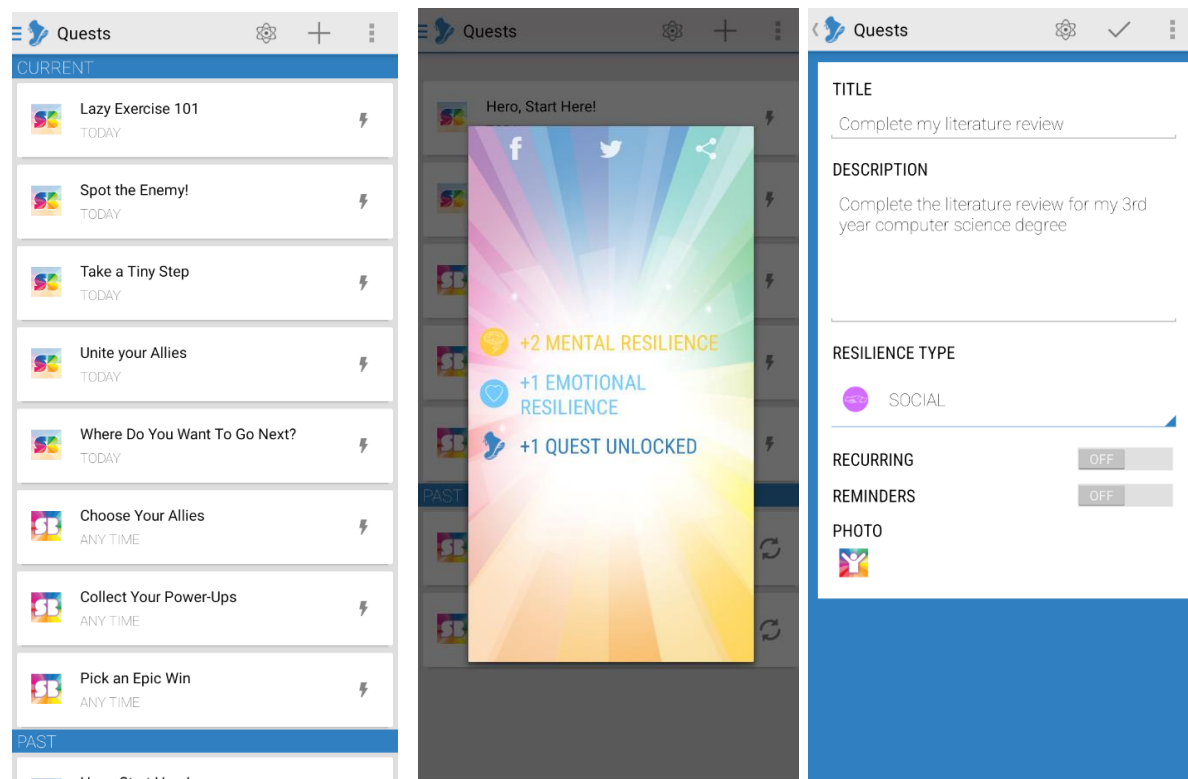 Quests
CURRENT
Lazy Exercise 101
TODAY
Spot the Enemy!
TODAY
Take a Tiny Step
TODAY
Unite your Allies
TODAY
Where Do You Want To Go Next?
TODAY
Choose Your Allies
ANY TIME
Collect Your Power-Ups
ANY TIME
Pick an Epic Win
ANY TIME
PAST
Quests
Hero, Start Here!
+2 MENTAL RESILIENCE
+1 EMOTIONAL
RESILIENCE
+1 QUEST UNLOCKED
PAST
Quests
TITLE
Complete my literature review
DESCRIPTION
Complete the literature review for my 3rd
year computer science degree
RESILIENCE TYPE
SOCIAL
RECURRING
OFF
REMINDERS
OFF
PHOTO